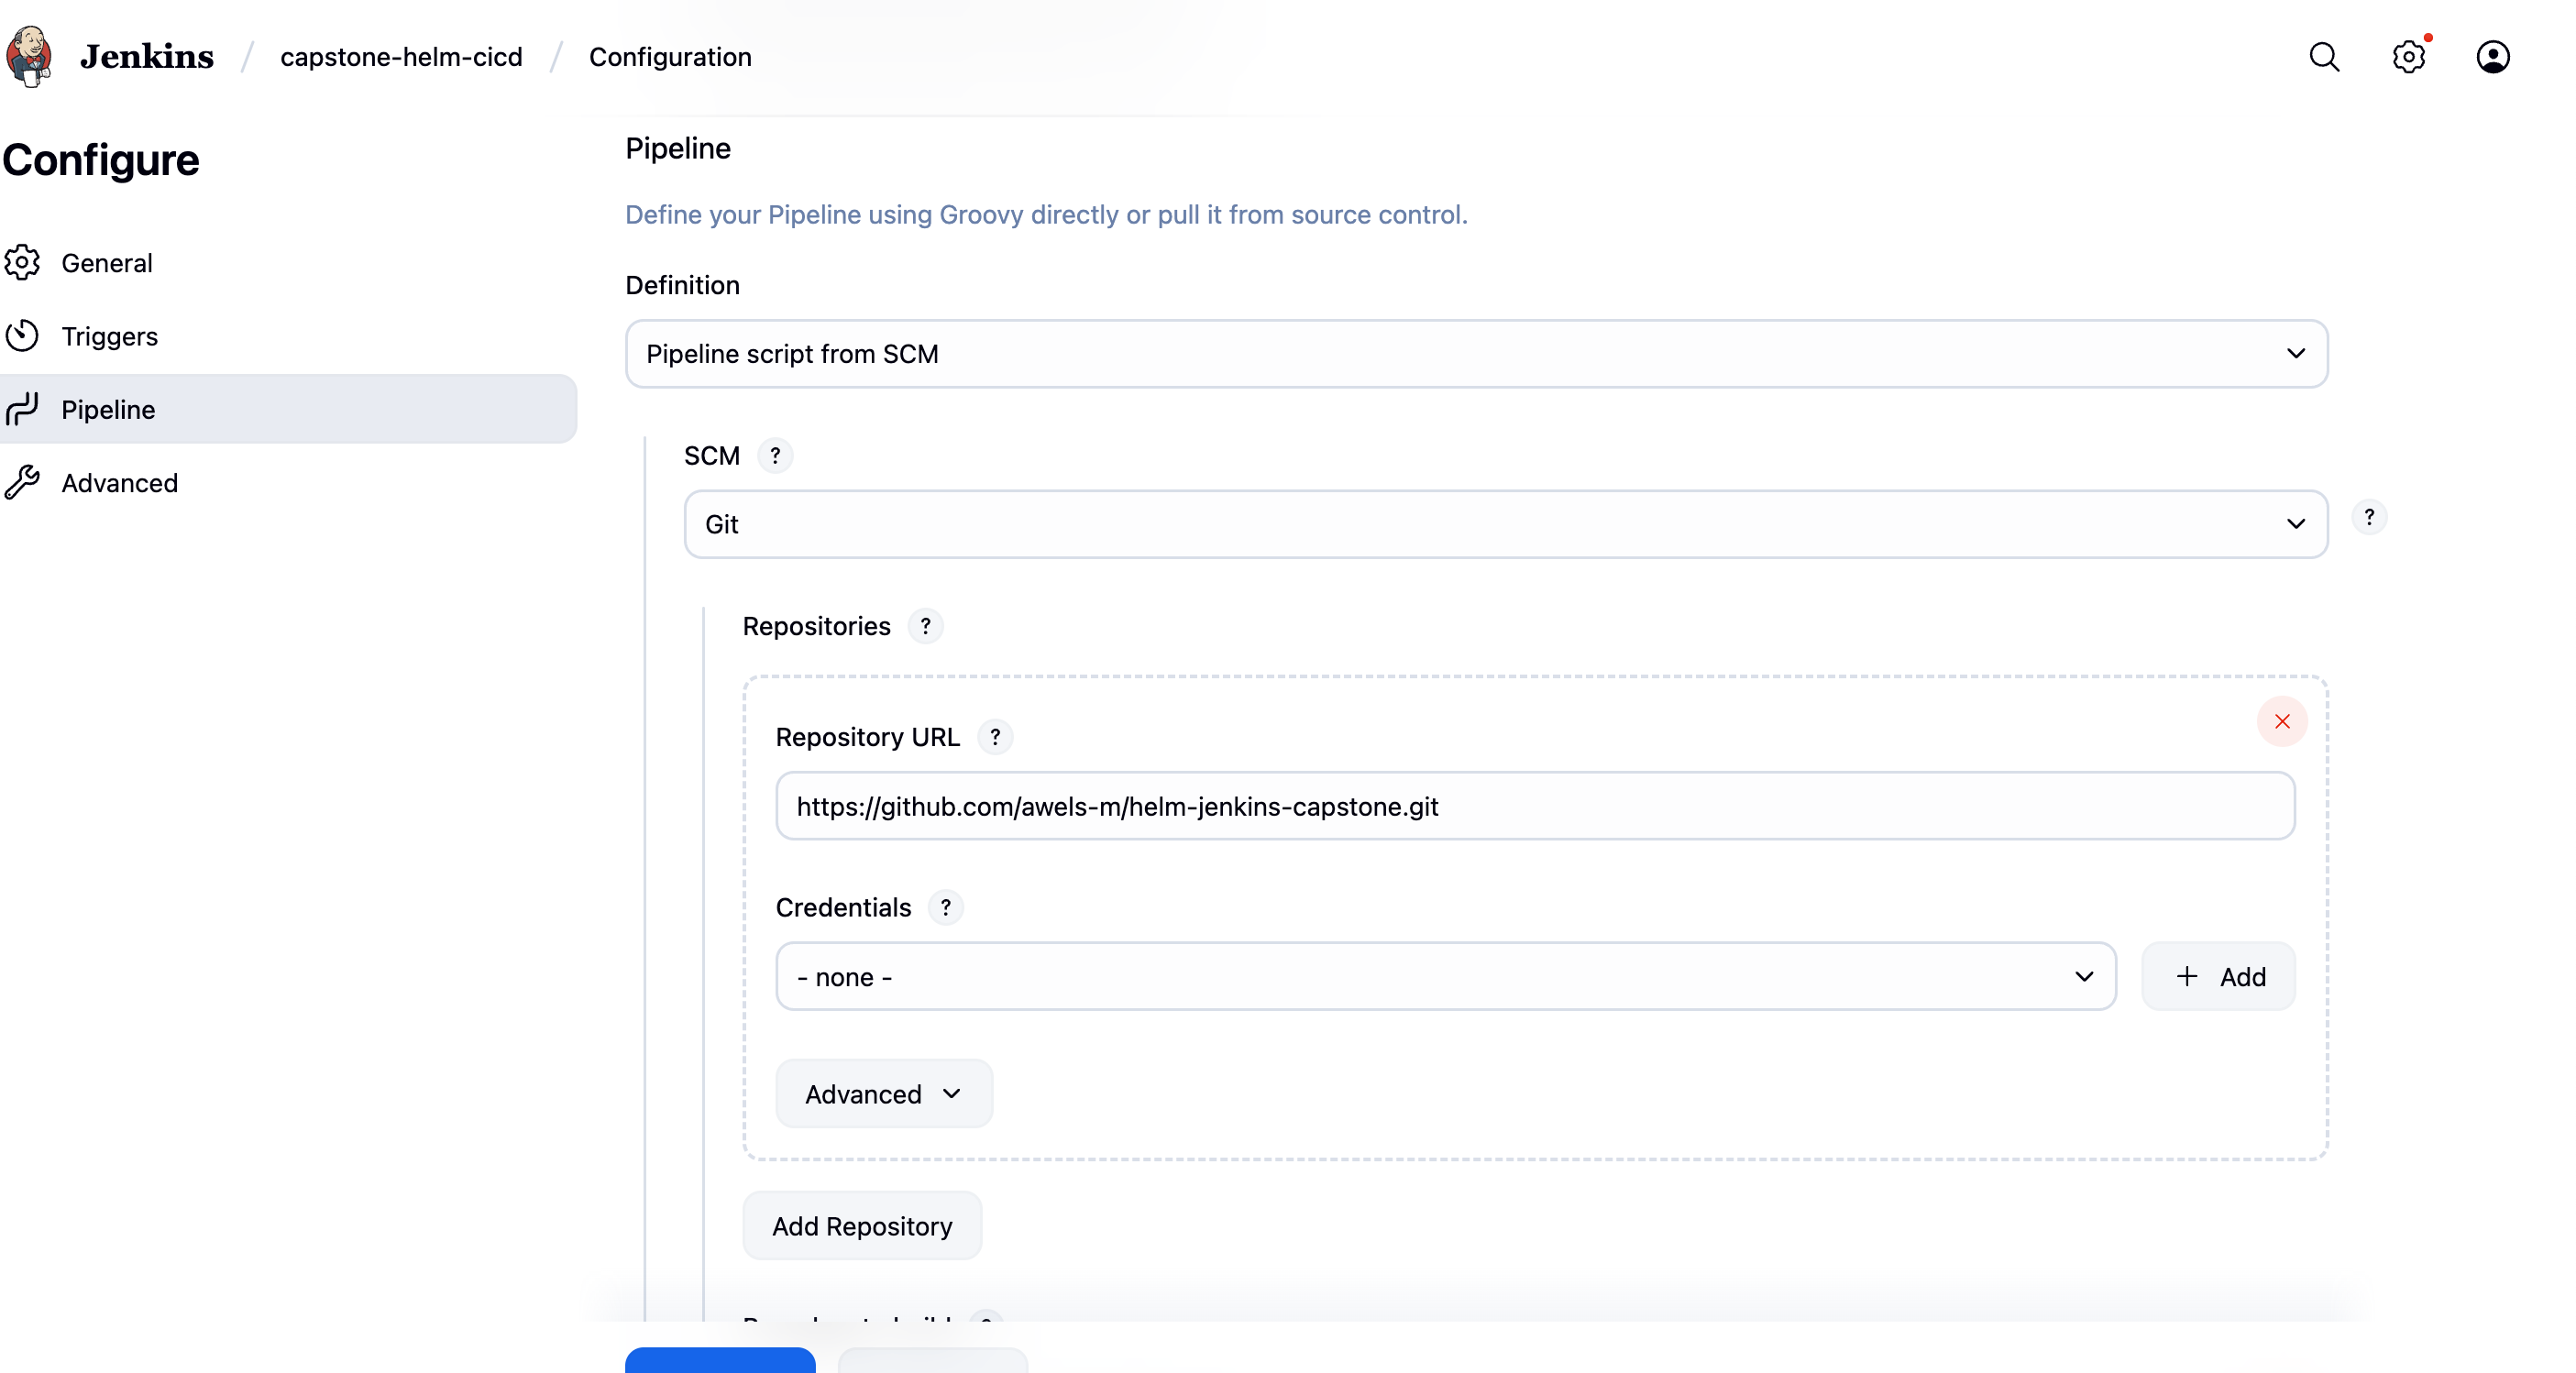 Jenkins / capstone-helm-cicd / Configuration
Configure
General
Triggers
Pipeline
Advanced
Pipeline
Define your Pipeline using Groovy directly or pull it from source control.
Definition
Pipeline script from SCM
SCM ?
Git
?
Repositories ?
Repository URL ?
https://github.com/awels-m/helm-jenkins-capstone.git
Credentials ?
- none -
+ Add
Advanced
Add Repository